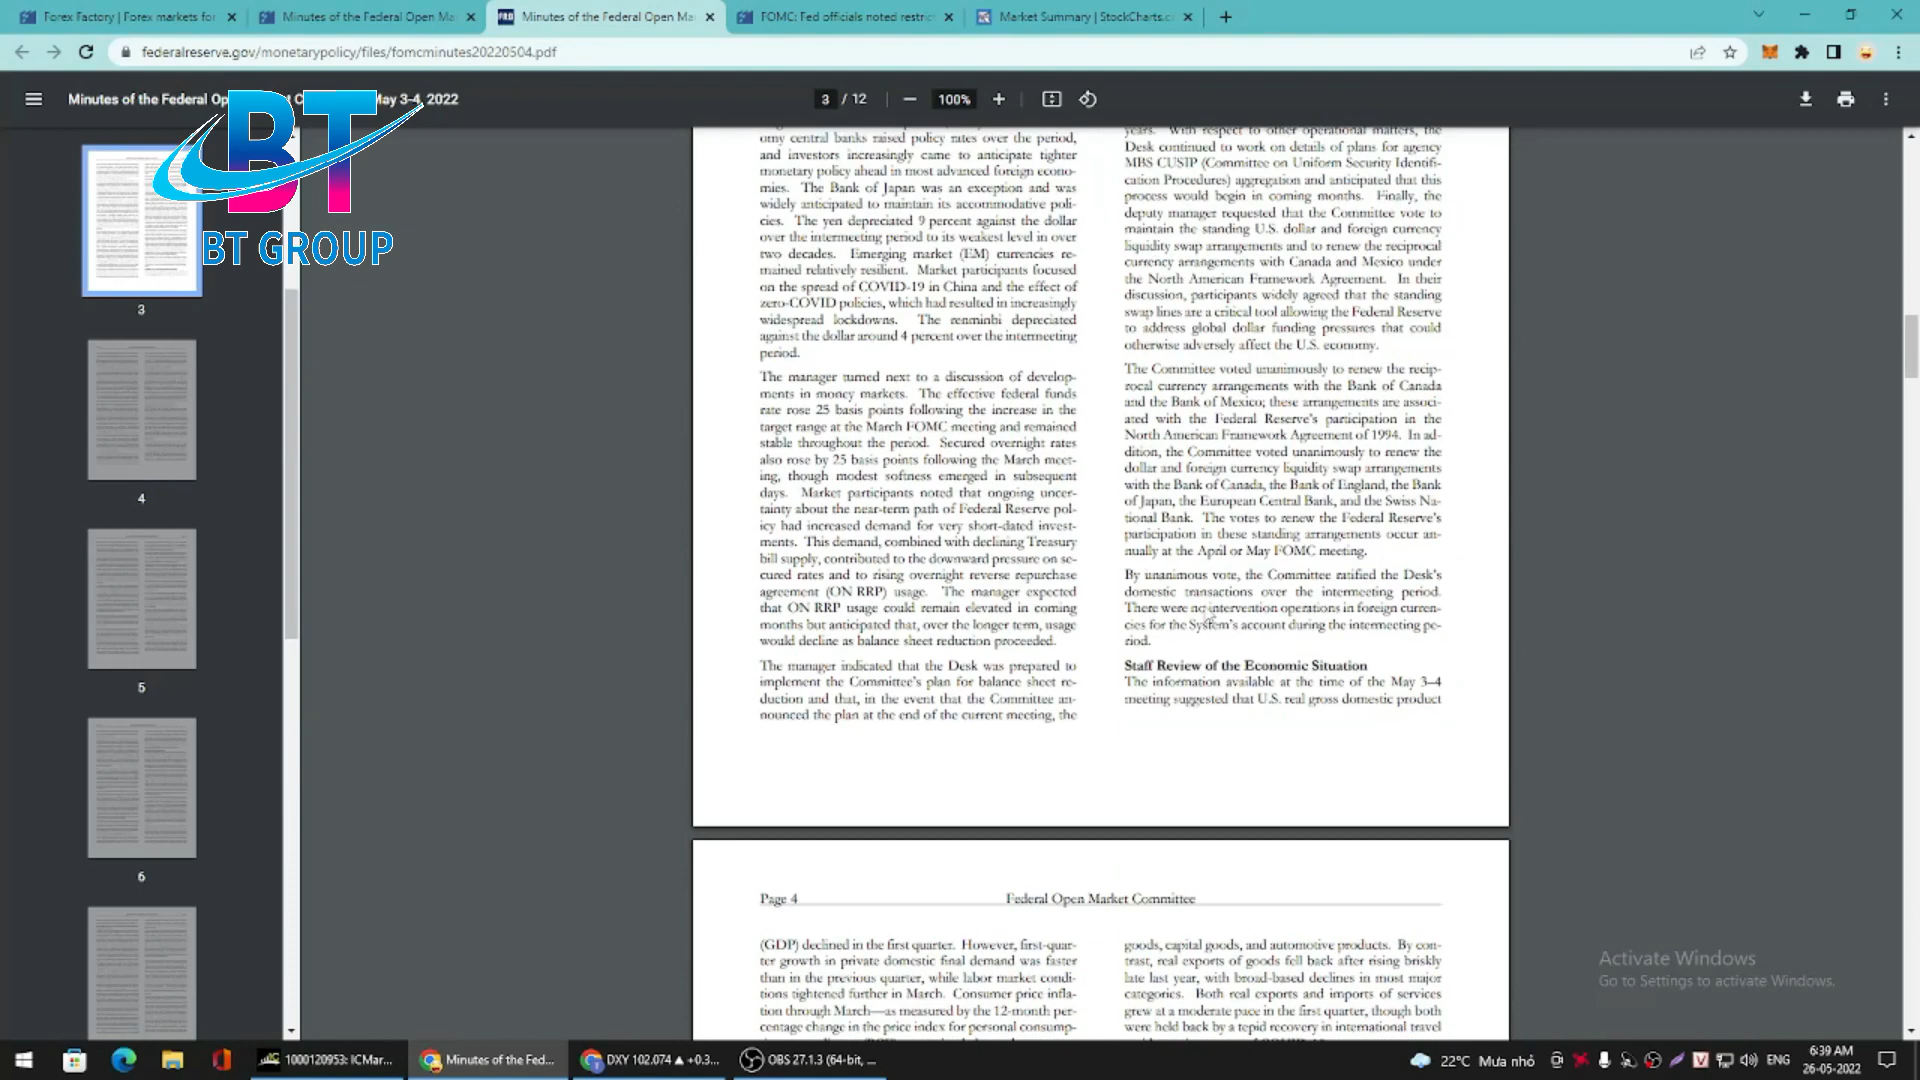 Forex Factory | Forex markets for
Minutes of the Federal Open Ma
Minutes of the Federal Open Ma
FOMC: Fed officials noted restric
Market Summary | StockCharts.c
federalreserve.gov/monetarypolicy/files/fomcminutes20220504.pdf
Minutes of the Federal Op
May 3-4, 2022
3 / 12
100%
BT
BT GROUP
3
4
5
6
omy central banks raised policy rates over the period,
and investors increasingly came to anticipate tighter
monetary policy ahead in most advanced foreign econo-
mies. The Bank of Japan was an exception and was
widely anticipated to maintain its accommodative poli-
cies. The yen depreciated 9 percent against the dollar
over the intermeeting period to its weakest level in over
two decades. Emerging market (EM) currencies re-
mained relatively resilient. Market participants focused
on the spread of COVID-19 in China and the effect of
zero-COVID policies, which had resulted in increasingly
widespread lockdowns. The renminbi depreciated
against the dollar around 4 percent over the intermeeting
period.
The manager turned next to a discussion of develop-
ments in money markets. The effective federal funds
rate rose 25 basis points following the increase in the
target range at the March FOMC meeting and remained
stable throughout the period. Secured overnight rates
also rose by 25 basis points following the March meet-
ing, though modest softness emerged in subsequent
days. Market participants noted that ongoing uncer-
tainty about the near-term path of Federal Reserve pol-
icy had increased demand for very short-dated invest-
ments. This demand, combined with declining Treasury
bill supply, contributed to the downward pressure on se-
cured rates and to rising overnight reverse repurchase
agreement (ON RRP) usage. The manager expected
that ON RRP usage could remain elevated in coming
months but anticipated that, over the longer term, usage
would decline as balance sheet reduction proceeded.
The manager indicated that the Desk was prepared to
implement the Committee's plan for balance sheet re-
duction and that, in the event that the Committee an-
nounced the plan at the end of the current meeting, the
years. With respect to other operational matters, the
Desk continued to work on details of plans for agency
MBS CUSIP (Committee on Uniform Security Identifi-
cation Procedures) aggregation and anticipated that this
process would begin in coming months. Finally, the
deputy manager requested that the Committee vote to
maintain the standing U.S. dollar and foreign currency
liquidity swap arrangements and to renew the reciprocal
currency arrangements with Canada and Mexico under
the North American Framework Agreement. In their
discussion, participants widely agreed that the standing
swap lines are a critical tool allowing the Federal Reserve
to address global dollar funding pressures that could
otherwise adversely affect the U.S. economy.
The Committee voted unanimously to renew the recip-
rocal currency arrangements with the Bank of Canada
and the Bank of Mexico; these arrangements are associ-
ated with the Federal Reserve's participation in the
North American Framework Agreement of 1994. In ad-
dition, the Committee voted unanimously to renew the
dollar and foreign currency liquidity swap arrangements
with the Bank of Canada, the Bank of England, the Bank
of Japan, the European Central Bank, and the Swiss Na-
tional Bank. The votes to renew the Federal Reserve's
participation in these standing arrangements occur an-
nually at the April or May FOMC meeting.
By unanimous vote, the Committee ratified the Desk's
domestic transactions over the intermeeting period.
There were no intervention operations in foreign curren-
cies for the System's account during the intermeeting pe-
riod.
Staff Review of the Economic Situation
The information available at the time of the May 3–4
meeting suggested that U.S. real gross domestic product
Page 4
Federal Open Market Committee
(GDP) declined in the first quarter. However, first-quar-
ter growth in private domestic final demand was faster
than in the previous quarter, while labor market condi-
tions tightened further in March. Consumer price infla-
tion through March—as measured by the 12-month per-
centage change in the price index for personal consump-
goods, capital goods, and automotive products. By con-
trast, real exports of goods fell back after rising briskly
late last year, with broad-based declines in most major
categories. Both real exports and imports of services
grew at a moderate pace in the first quarter, though both
were held back by a tepid recovery in international travel
Activate Windows
Go to Settings to activate Windows.
1000120953: ICMar...
Minutes of the Fed...
DXY 102.074 ▲ +0.3...
OBS 27.1.3 (64-bit, ...
22°C Mưa nhỏ
ENG
6:39 AM
26-05-2022